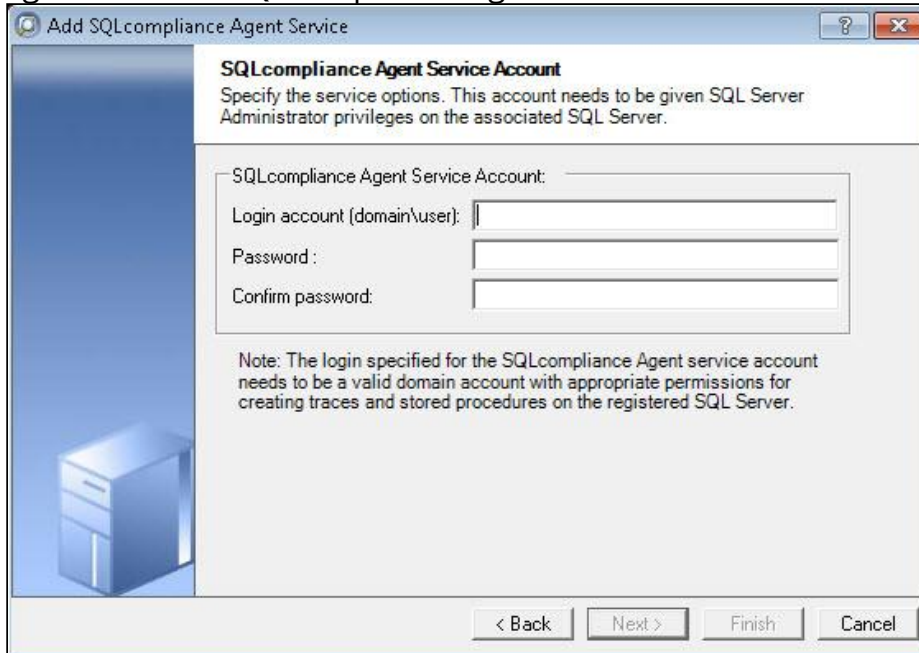 Add SQLcompliance Agent Service
SQLcompliance Agent Service Account
Specify the service options. This account needs to be given SQL Server
Administrator privileges on the associated SQL Server.
SQLcompliance Agent Service Account:
Login account (domain\user):
Password :
Confirm password:
Note: The login specified for the SQLcompliance Agent service account
needs to be a valid domain account with appropriate permissions for
creating traces and stored procedures on the registered SQL Server.
< Back
Next >
Finish
Cancel